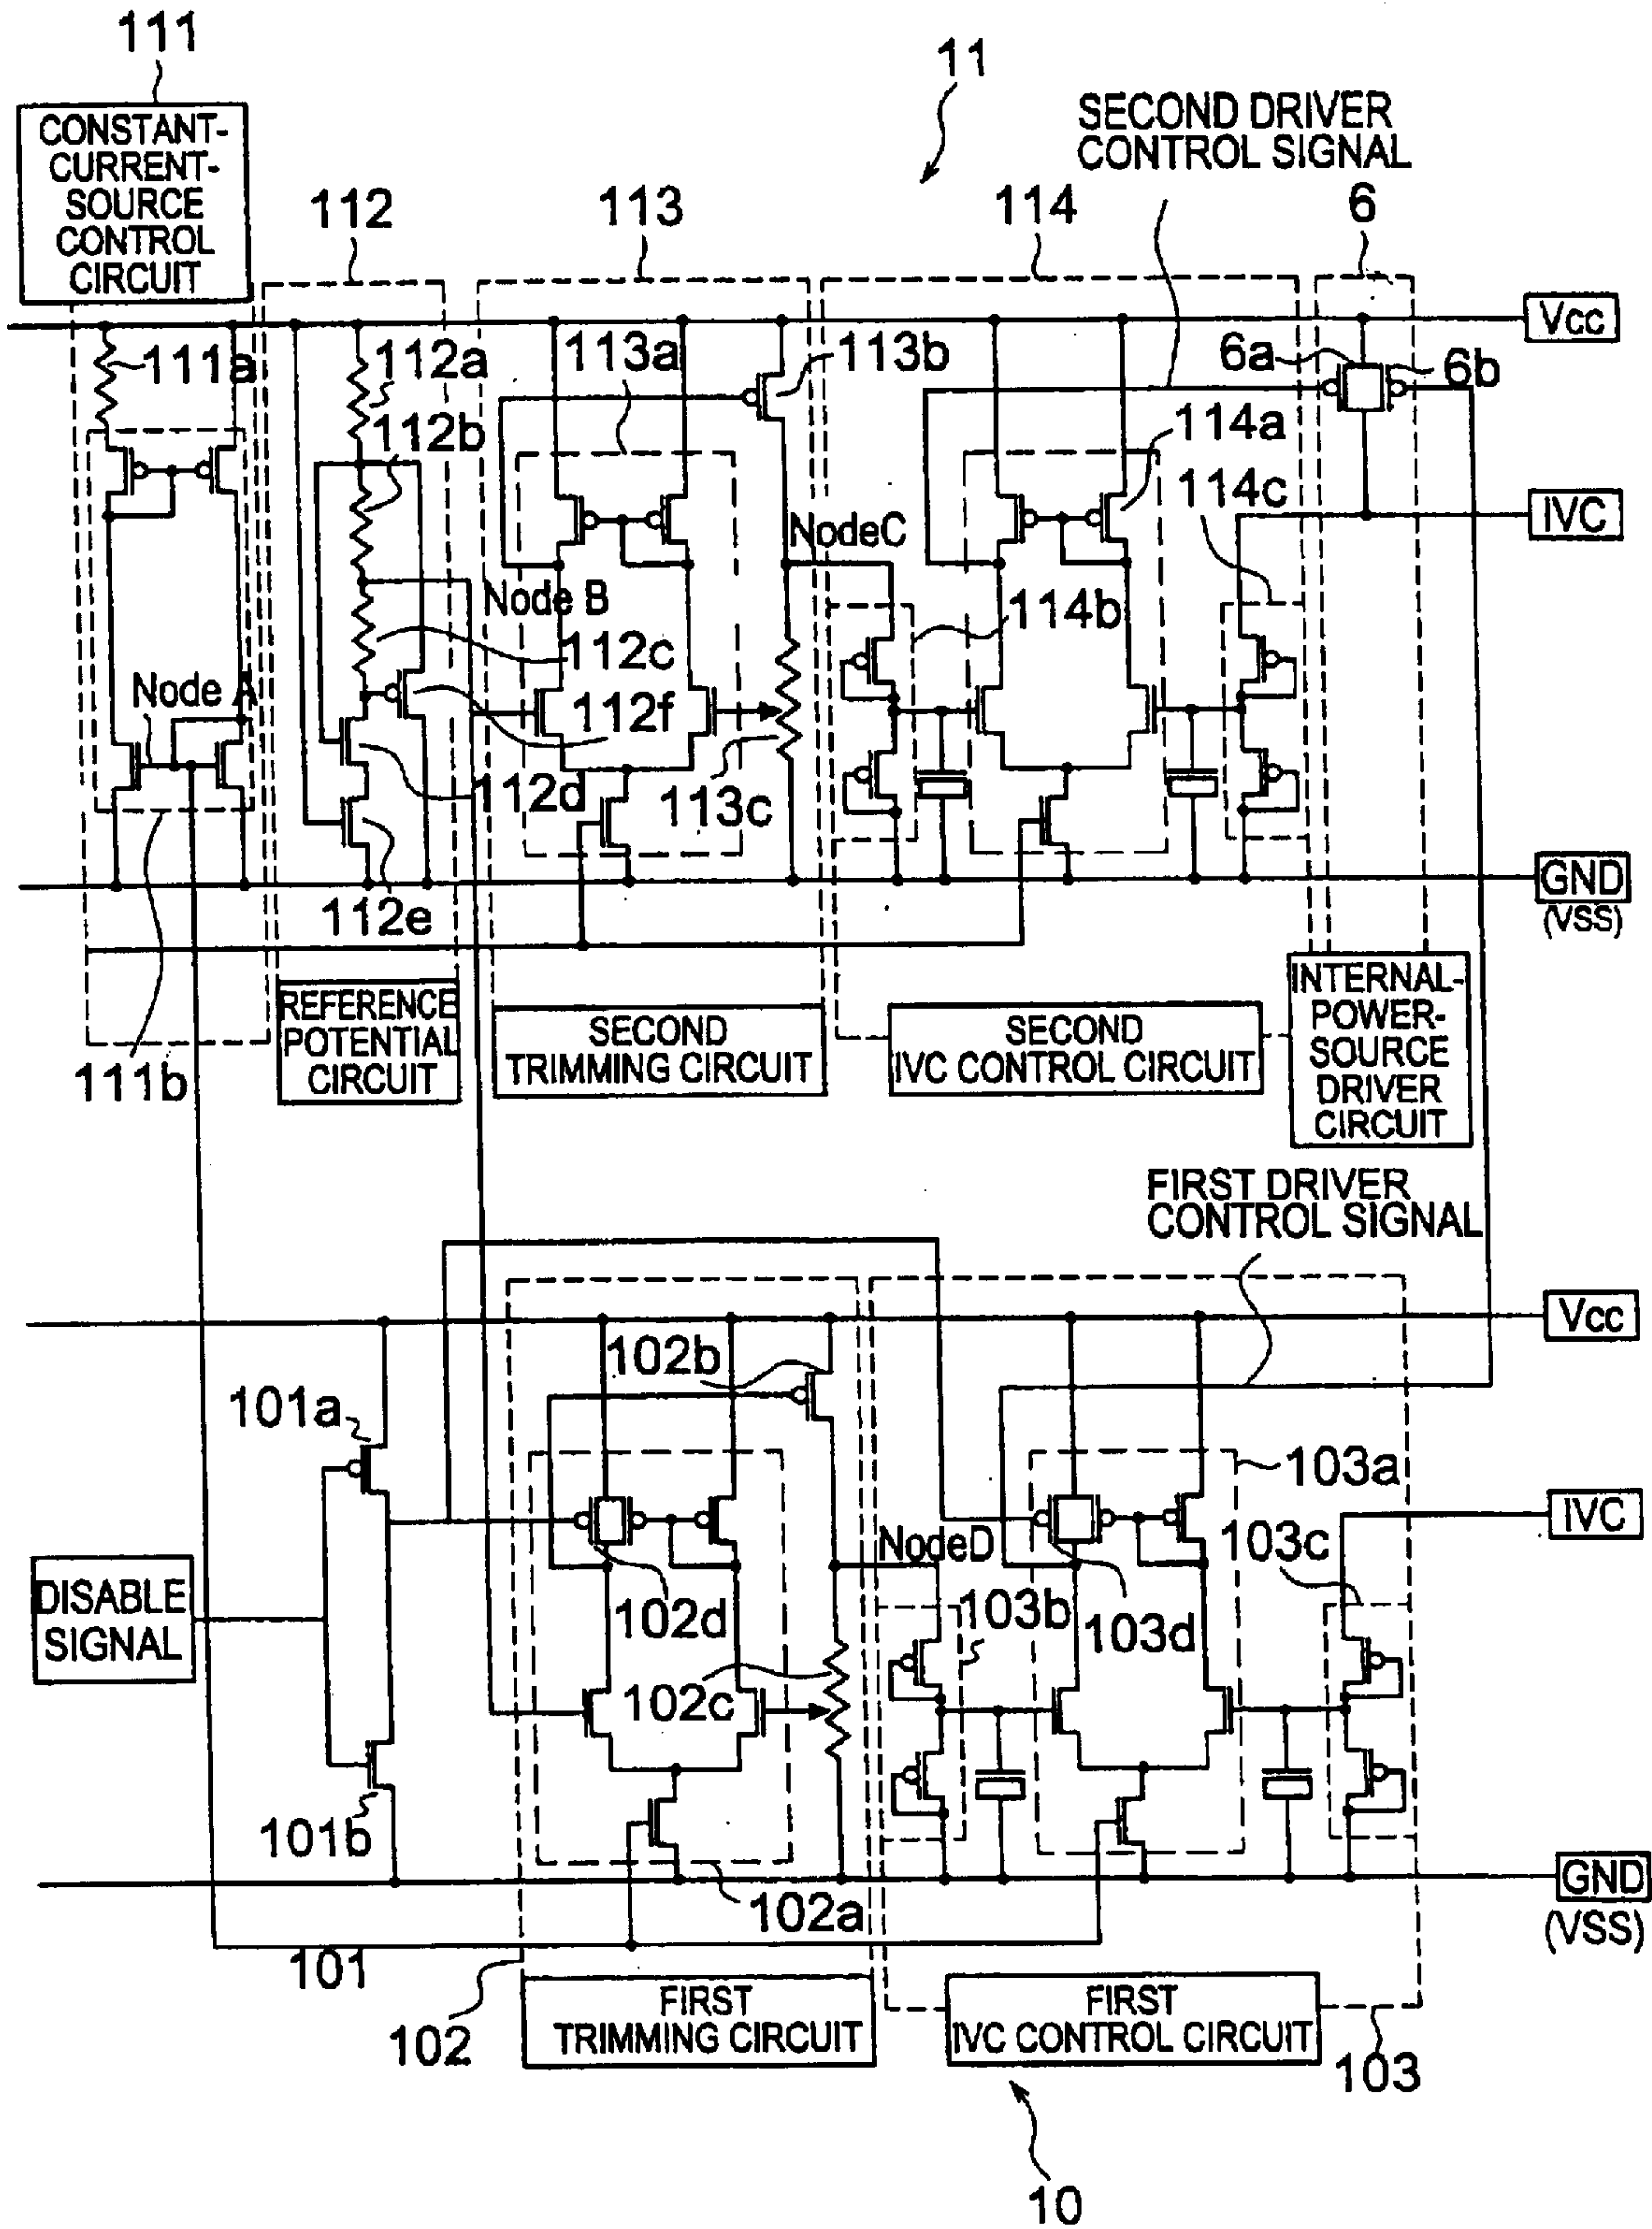 111
11
CONSTANT-
CURRENT-
SOURCE
CONTROL
CIRCUIT
SECOND DRIVER
CONTROL SIGNAL
112
113
114
6
Vcc
111a
112a
113a
113b
6a
6b
112b
114a
114c
IVC
NodeC
Node B
114b
112c
Node A
112f
112d
113c
GND
(VSS)
112e
111b
REFERENCE
POTENTIAL
CIRCUIT
SECOND
TRIMMING CIRCUIT
SECOND
IVC CONTROL CIRCUIT
INTERNAL-
POWER-
SOURCE
DRIVER
CIRCUIT
FIRST DRIVER
CONTROL SIGNAL
Vcc
102b
101a
103a
IVC
NodeD
103c
DISABLE
SIGNAL
102d
103b
103d
102c
101b
102a
GND
(VSS)
101
102
FIRST
TRIMMING CIRCUIT
FIRST
IVC CONTROL CIRCUIT
103
10